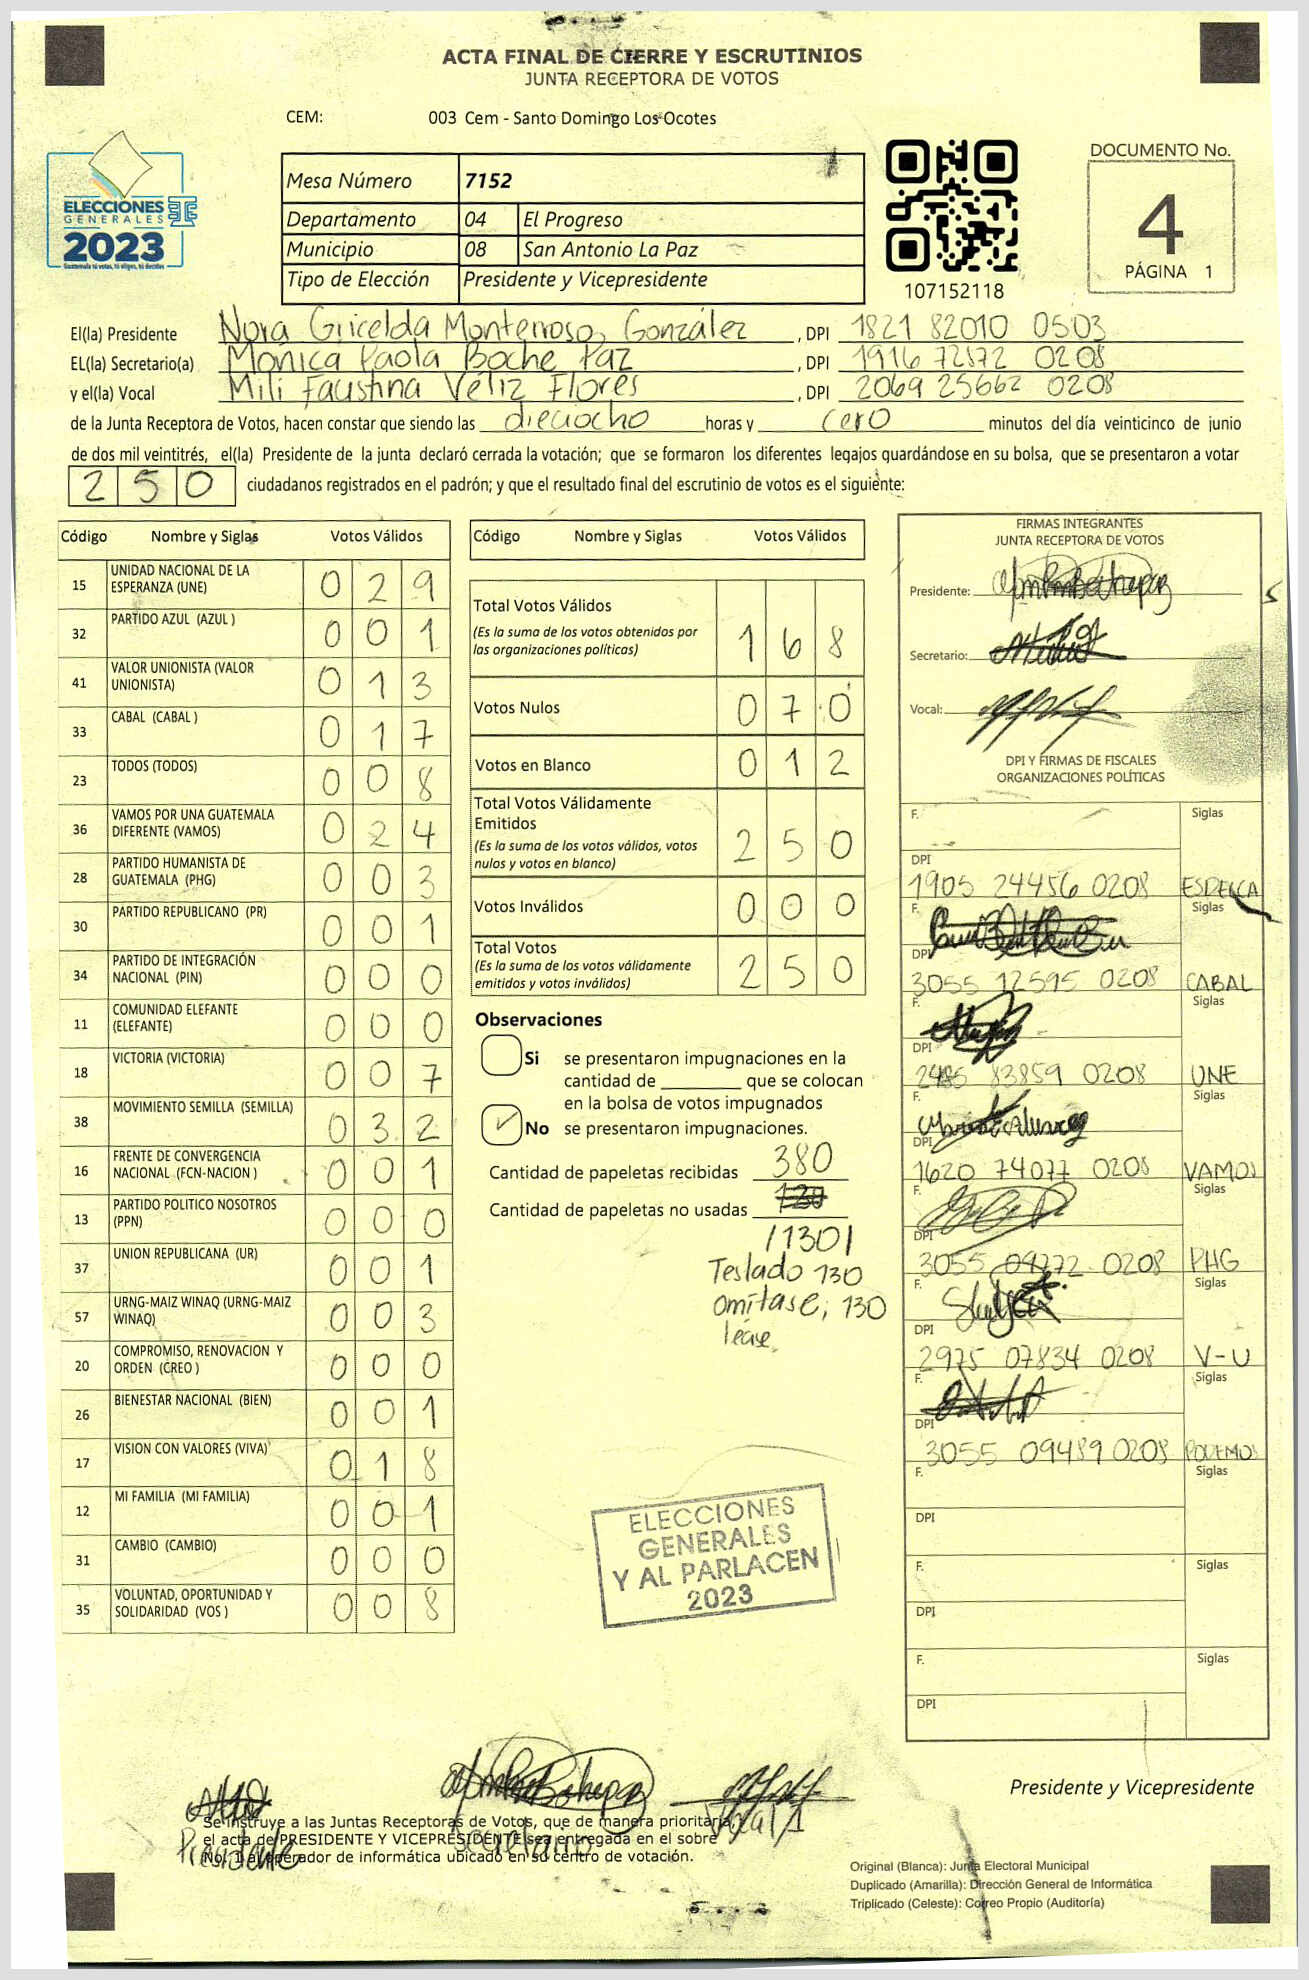 ACTA FINAL DE CIERRE Y ESCRUTINIOS
JUNTA RECEPTORA DE VOTOS
CEM: 003 Cem - Santo Domingo Los Ocotes
ELECCIONES
GENERALES
2023
Guatemala tú votas, tú eliges, tú decides
Mesa Número 7152
Departamento 04 El Progreso
Municipio 08 San Antonio La Paz
Tipo de Elección Presidente y Vicepresidente
107152118
DOCUMENTO No.
4
PÁGINA 1
El(la) Presidente Nora Gricelda Monterroso González, DPI 1821 82010 0503
EL(la) Secretario(a) Mónica Paola Boche Paz, DPI 1916 72872 0208
y el(la) Vocal Mili Faustina Véliz Flores, DPI 2069 25662 0208
de la Junta Receptora de Votos, hacen constar que siendo las dieciocho horas y cero minutos del día veinticinco de junio
de dos mil veintitrés, el(la) Presidente de la junta declaró cerrada la votación; que se formaron los diferentes legajos guardándose en su bolsa, que se presentaron a votar
250 ciudadanos registrados en el padrón; y que el resultado final del escrutinio de votos es el siguiente:
Código Nombre y Siglas Votos Válidos
15 UNIDAD NACIONAL DE LA ESPERANZA (UNE) 0 2 9
32 PARTIDO AZUL (AZUL ) 0 0 1
41 VALOR UNIONISTA (VALOR UNIONISTA) 0 1 3
33 CABAL (CABAL ) 0 1 7
23 TODOS (TODOS) 0 0 8
36 VAMOS POR UNA GUATEMALA DIFERENTE (VAMOS) 0 2 4
28 PARTIDO HUMANISTA DE GUATEMALA (PHG) 0 0 3
30 PARTIDO REPUBLICANO (PR) 0 0 1
34 PARTIDO DE INTEGRACIÓN NACIONAL (PIN) 0 0 0
11 COMUNIDAD ELEFANTE (ELEFANTE) 0 0 0
18 VICTORIA (VICTORIA) 0 0 7
38 MOVIMIENTO SEMILLA (SEMILLA) 0 3 2
16 FRENTE DE CONVERGENCIA NACIONAL (FCN-NACION ) 0 0 1
13 PARTIDO POLITICO NOSOTROS (PPN) 0 0 0
37 UNION REPUBLICANA (UR) 0 0 1
57 URNG-MAIZ WINAQ (URNG-MAIZ WINAQ) 0 0 3
20 COMPROMISO, RENOVACION Y ORDEN (CREO ) 0 0 0
26 BIENESTAR NACIONAL (BIEN) 0 0 1
17 VISION CON VALORES (VIVA) 0 1 8
12 MI FAMILIA (MI FAMILIA) 0 0 1
31 CAMBIO (CAMBIO) 0 0 0
35 VOLUNTAD, OPORTUNIDAD Y SOLIDARIDAD (VOS ) 0 0 8
Código Nombre y Siglas Votos Válidos
Total Votos Válidos
(Es la suma de los votos obtenidos por
las organizaciones políticas) 1 6 8
Votos Nulos 0 7 0
Votos en Blanco 0 1 2
Total Votos Válidamente
Emitidos
(Es la suma de los votos válidos, votos
nulos y votos en blanco) 2 5 0
Votos Inválidos 0 0 0
Total Votos
(Es la suma de los votos válidamente
emitidos y votos inválidos) 2 5 0
Observaciones
Si se presentaron impugnaciones en la
cantidad de ________ que se colocan
en la bolsa de votos impugnados
No se presentaron impugnaciones.
Cantidad de papeletas recibidas 380
Cantidad de papeletas no usadas
/130/
Teslado 130
omítase; 130
léase.
ELECCIONES
GENERALES
Y AL PARLACEN
2023
FIRMAS INTEGRANTES
JUNTA RECEPTORA DE VOTOS
Presidente:
Secretario:
Vocal:
DPI Y FIRMAS DE FISCALES
ORGANIZACIONES POLÍTICAS
F. Siglas
DPI
1905 24456 0208
F. Siglas
DPI
3055 12595 0208 CABAL
F. Siglas
DPI
83859 0208 UNE
F. Siglas
DPI
1620 74077 0208 VAMOS
F. Siglas
DPI
3055 09772 0208 PHG
F. Siglas
DPI
2975 07834 0208 V-U
F. Siglas
DPI
3055 09489 0208 PODEMOS
F. Siglas
DPI
F. Siglas
DPI
F. Siglas
DPI
Presidente y Vicepresidente
Presidente Secretario Vocal 1
Se instruye a las Juntas Receptoras de Votos, que de manera prioritaria
el acta de PRESIDENTE Y VICEPRESIDENTE sea entregada en el sobre
No. 1 al operador de informática ubicado en su centro de votación.
Original (Blanca): Junta Electoral Municipal
Duplicado (Amarilla): Dirección General de Informática
Triplicado (Celeste): Correo Propio (Auditoría)